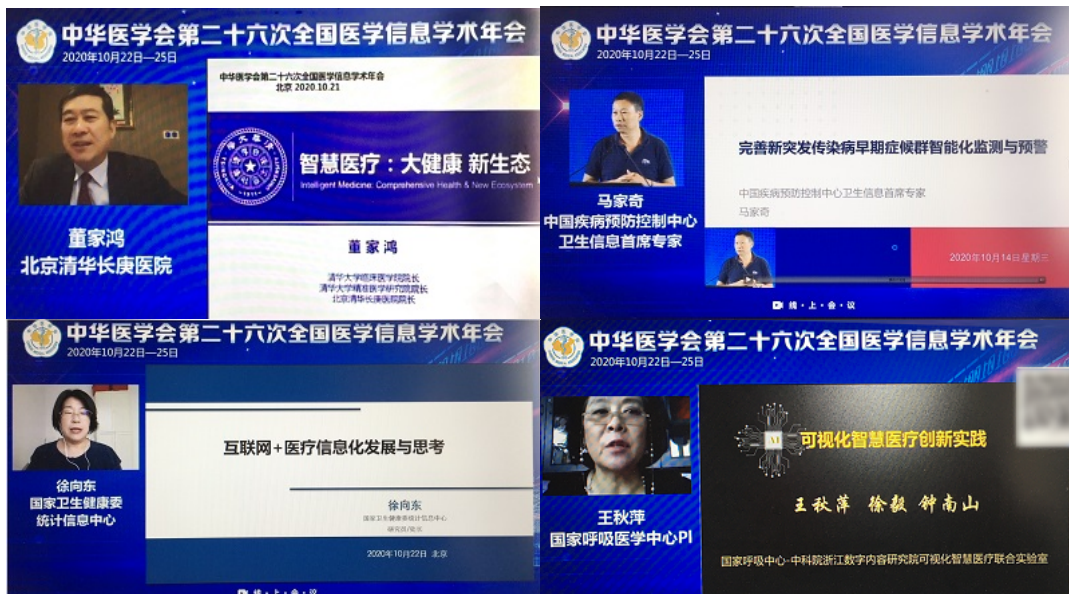 中华医学会第二十六次全国医学信息学术年会
2020年10月22日—25日
中华医学会第二十六次全国医学信息学术年会
北京 2020.10.21
智慧医疗：大健康 新生态
Intelligent Medicine: Comprehensive Health & New Ecosystem
董家鸿
北京清华长庚医院
董家鸿
清华大学临床医学院院长
清华大学精准医学研究院院长
北京清华长庚医院院长
中华医学会第二十六次全国医学信息学术年会
2020年10月22日—25日
完善新突发传染病早期症候群智能化监测与预警
中国疾病预防控制中心卫生信息首席专家
马家奇
马家奇
中国疾病预防控制中心
卫生信息首席专家
2020年10月14日星期三
线·上·会·议
中华医学会第二十六次全国医学信息学术年会
2020年10月22日—25日
互联网+医疗信息化发展与思考
徐向东
国家卫生健康委
统计信息中心
徐向东
国家卫生健康委统计信息中心
2020年10月22日 北京
线·上·会·议
中华医学会第二十六次全国医学信息学术年会
2020年10月22日—25日
M
可视化智慧医疗创新实践
王秋萍 徐毅 钟南山
王秋萍
国家呼吸医学中心PI
国家呼吸中心-中科院浙江数字内容研究院可视化智慧医疗联合实验室